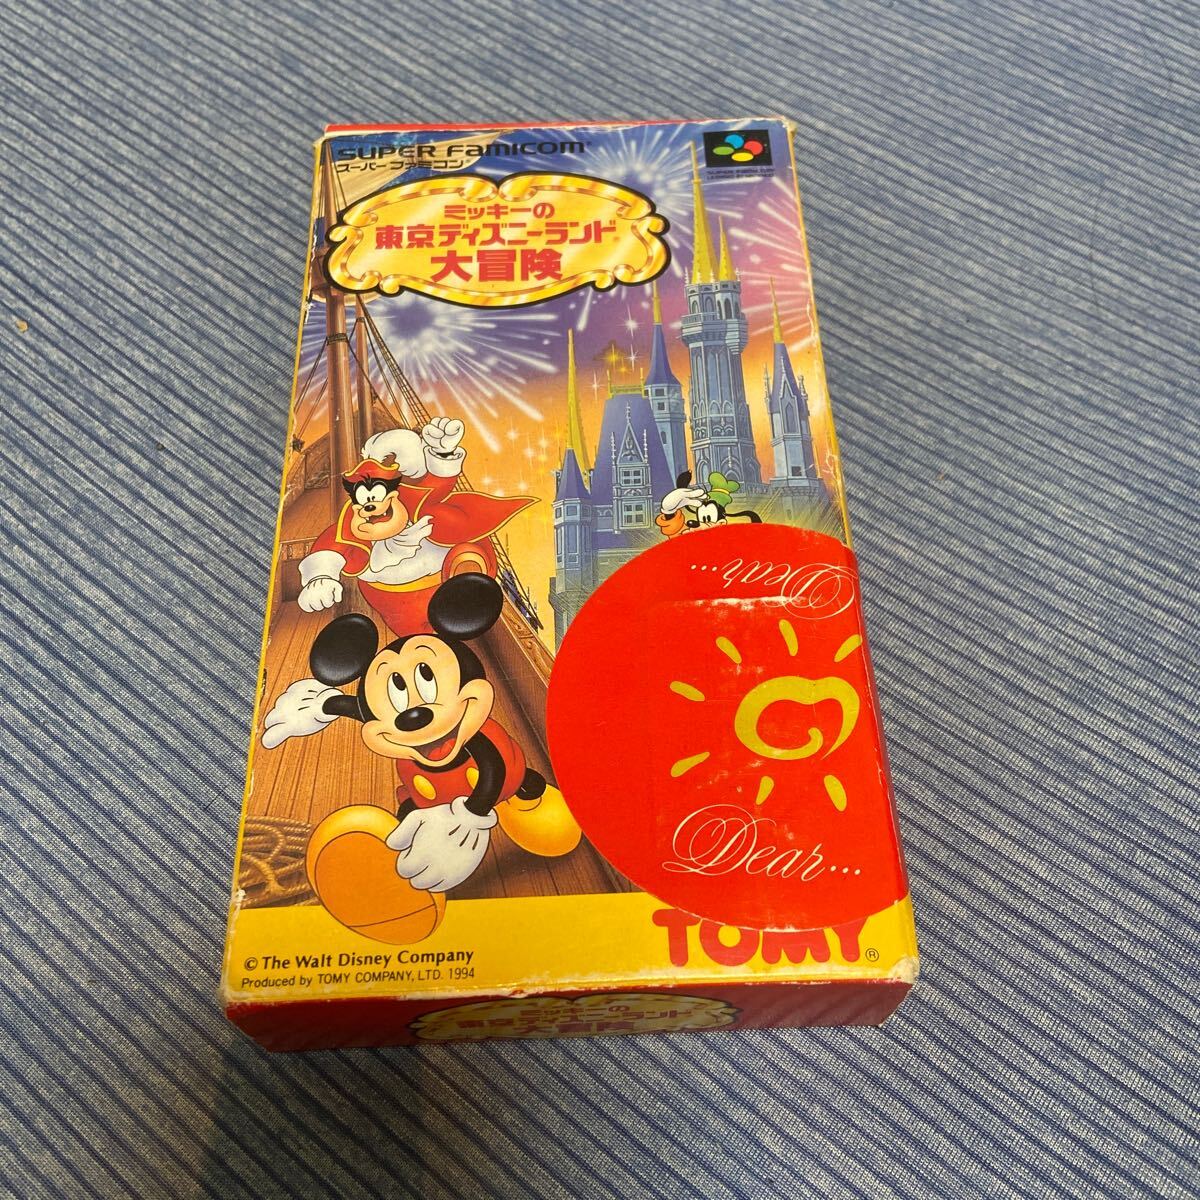 SUPER FAMICOM
スーパーファミコン
ミッキーの
東京ディズニーランド®
大冒険
Dear...
Dear...
TOMY®
© The Walt Disney Company
Produced by TOMY COMPANY, LTD. 1994
ミッキーの
東京ディズニーランド
大冒険